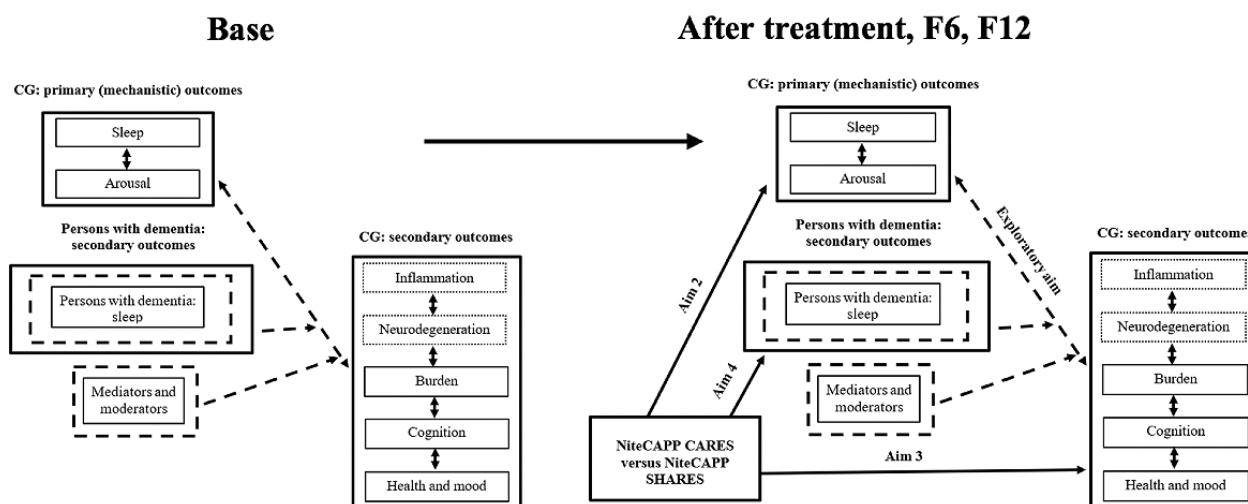 Base
CG: primary (mechanistic) outcomes
Sleep
Arousal
Persons with dementia:
secondary outcomes
Persons with dementia:
sleep
Mediators and
moderators
CG: secondary outcomes
Inflammation
Neurodegeneration
Burden
Cognition
Health and mood
After treatment, F6, F12
CG: primary (mechanistic) outcomes
Sleep
Arousal
Persons with dementia:
secondary outcomes
Persons with dementia:
sleep
Mediators and
moderators
Exploratory aim
Aim 2
Aim 4
NiteCAPP CARES
versus NiteCAPP
SHARES
Aim 3
CG: secondary outcomes
Inflammation
Neurodegeneration
Burden
Cognition
Health and mood